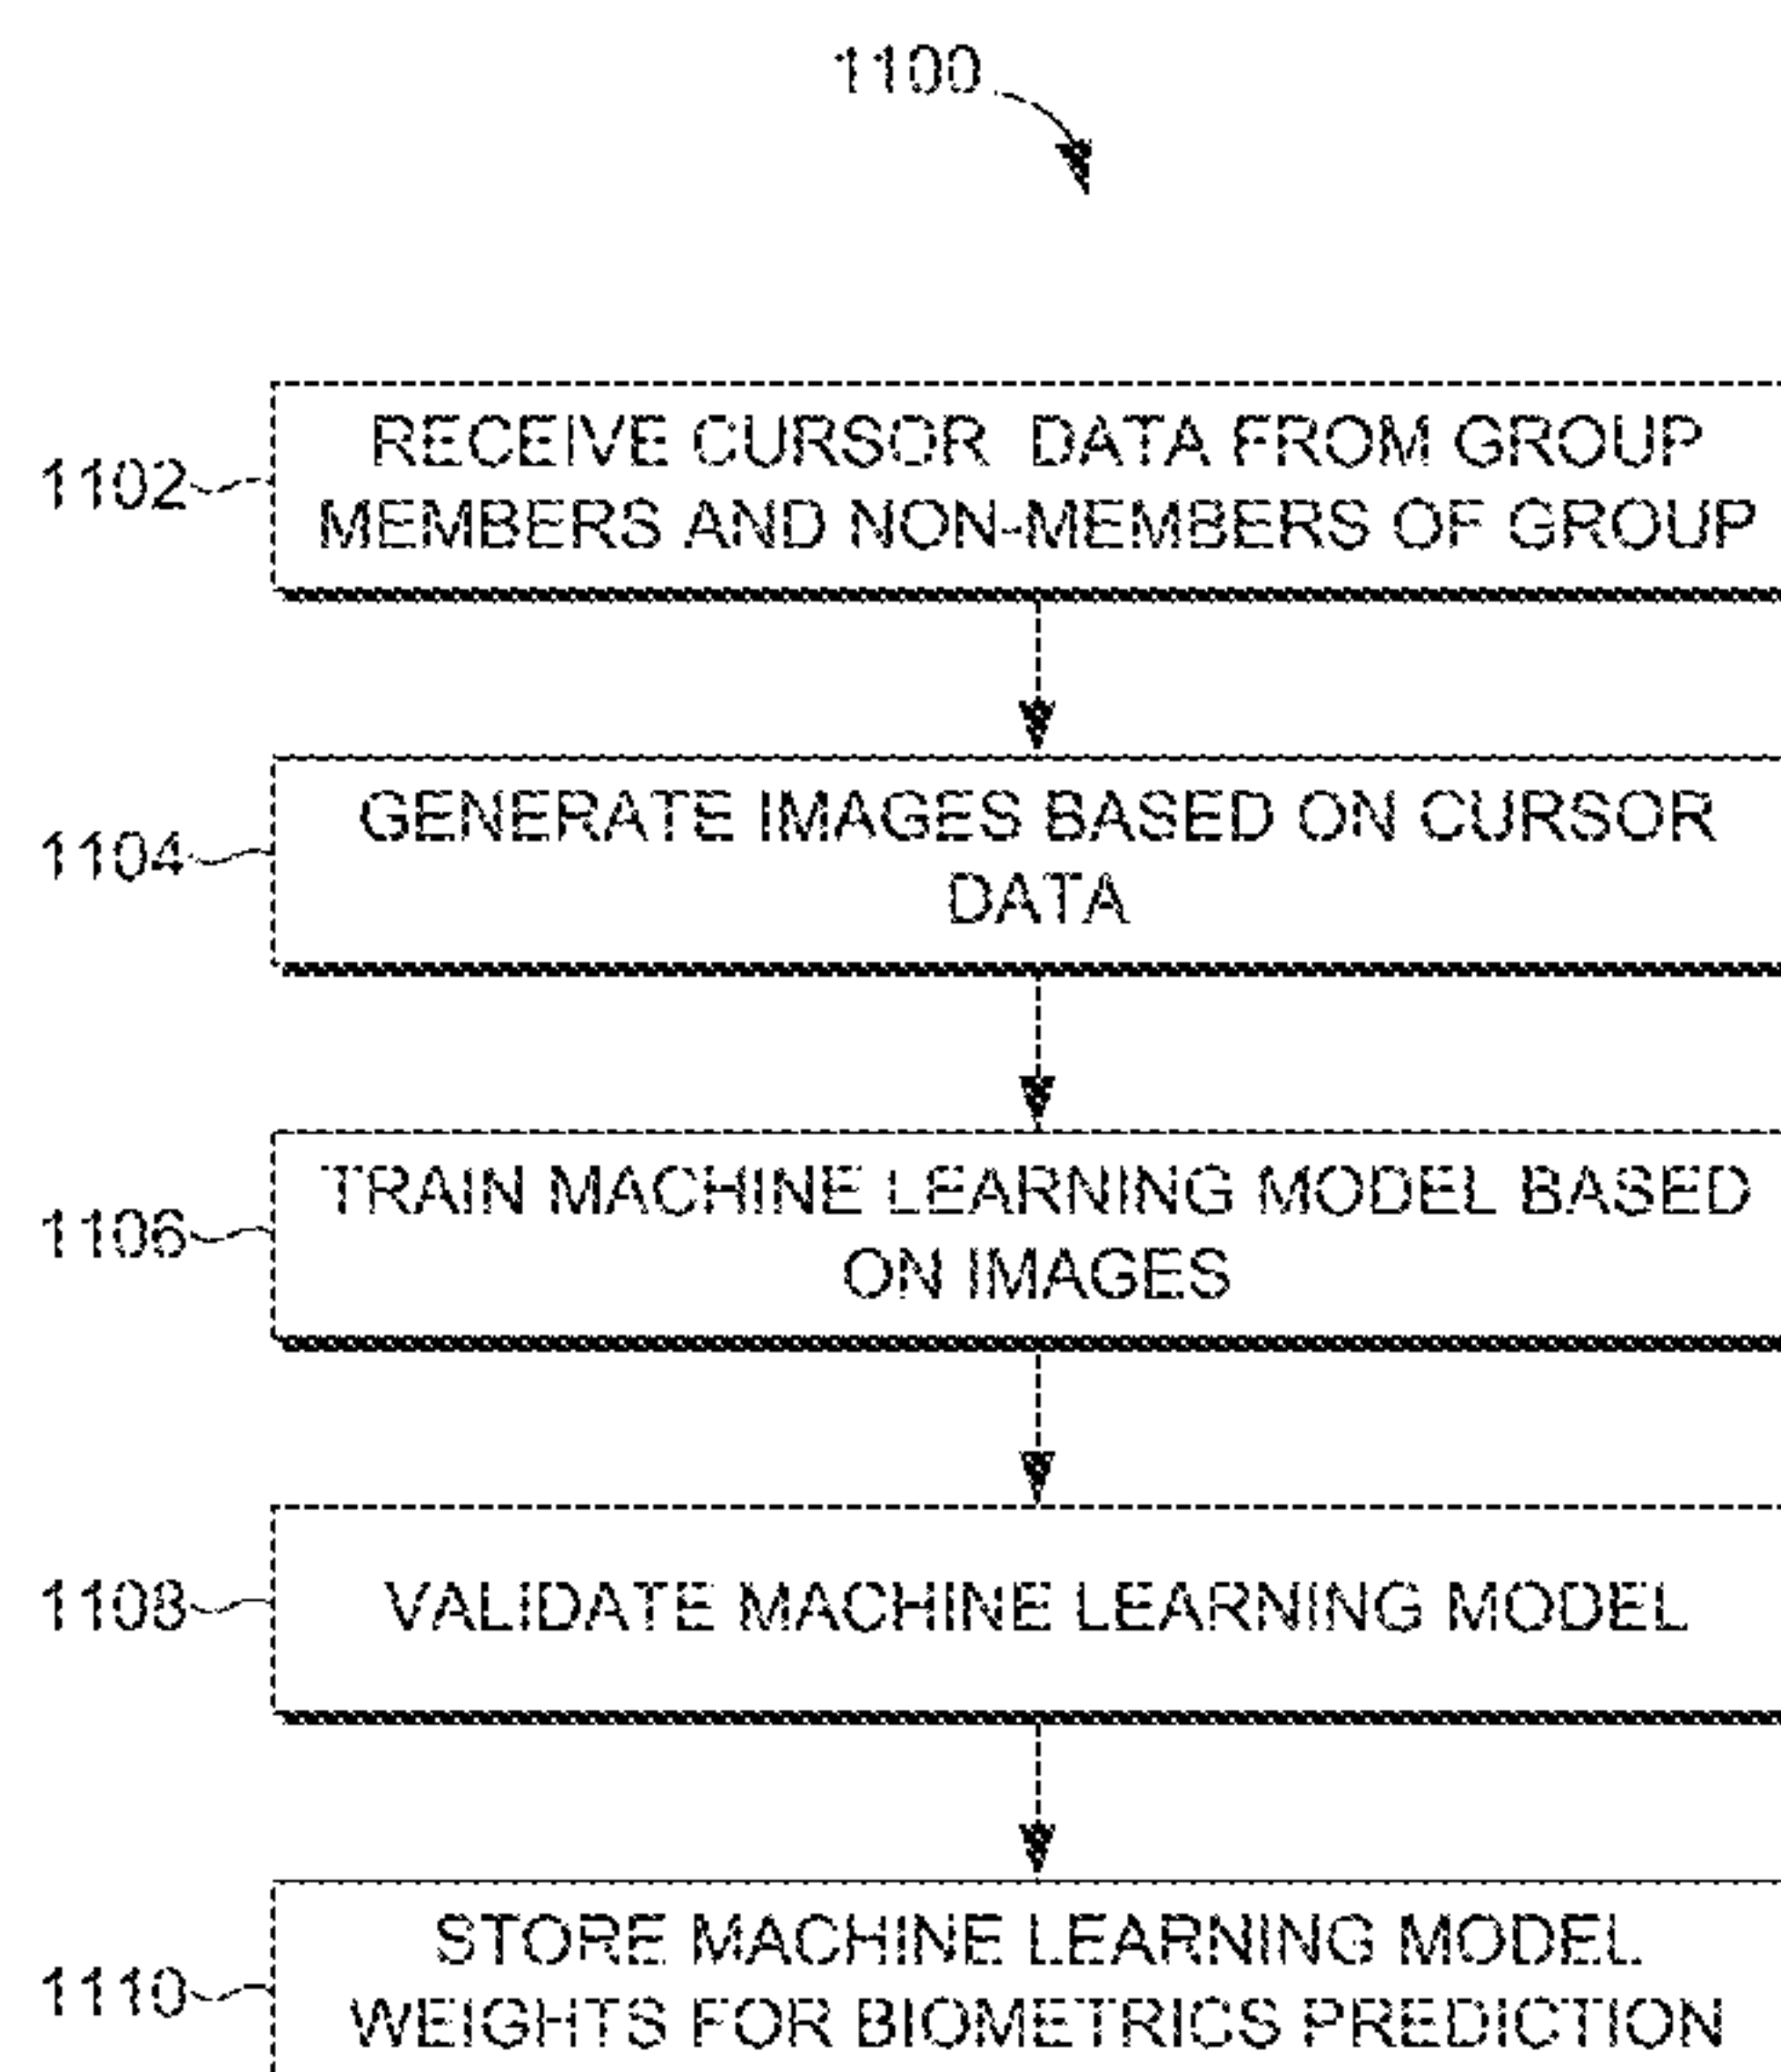 1100
1102
RECEIVE CURSOR DATA FROM GROUP
MEMBERS AND NON-MEMBERS OF GROUP
1104
GENERATE IMAGES BASED ON CURSOR
DATA
1106
TRAIN MACHINE LEARNING MODEL BASED
ON IMAGES
1108
VALIDATE MACHINE LEARNING MODEL
1110
STORE MACHINE LEARNING MODEL
WEIGHTS FOR BIOMETRICS PREDICTION